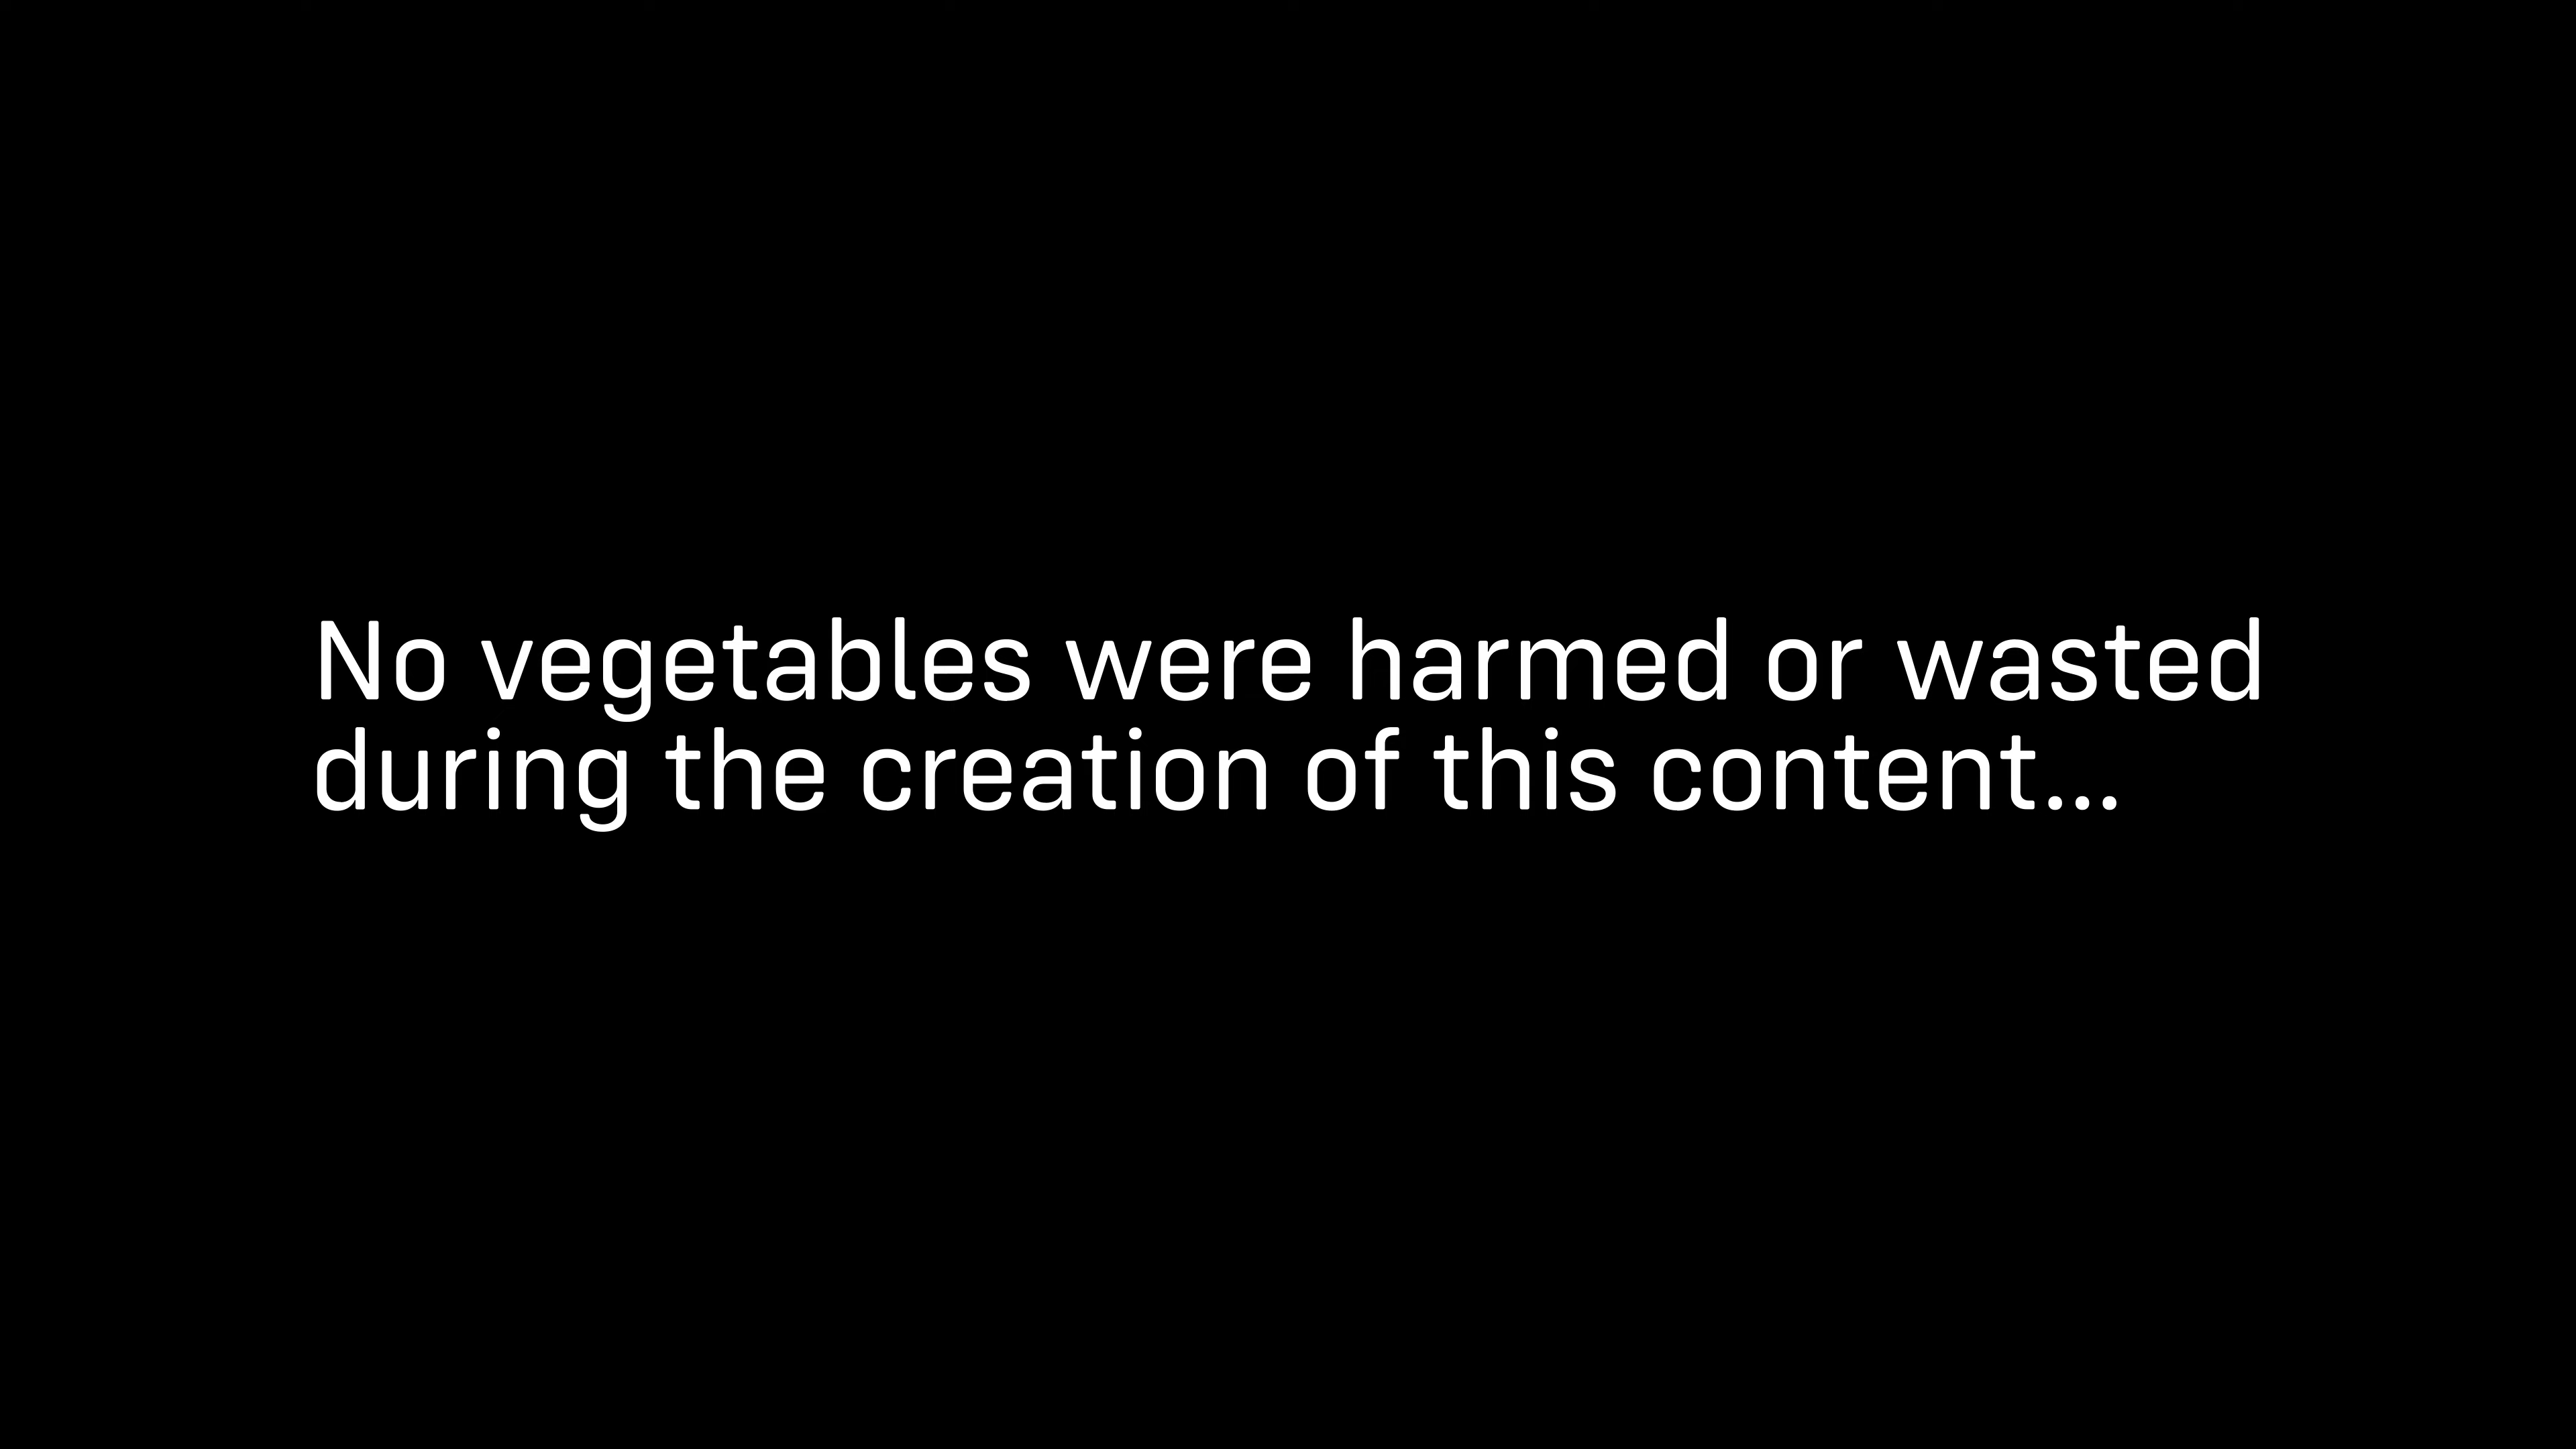 No vegetables were harmed or wasted
during the creation of this content...